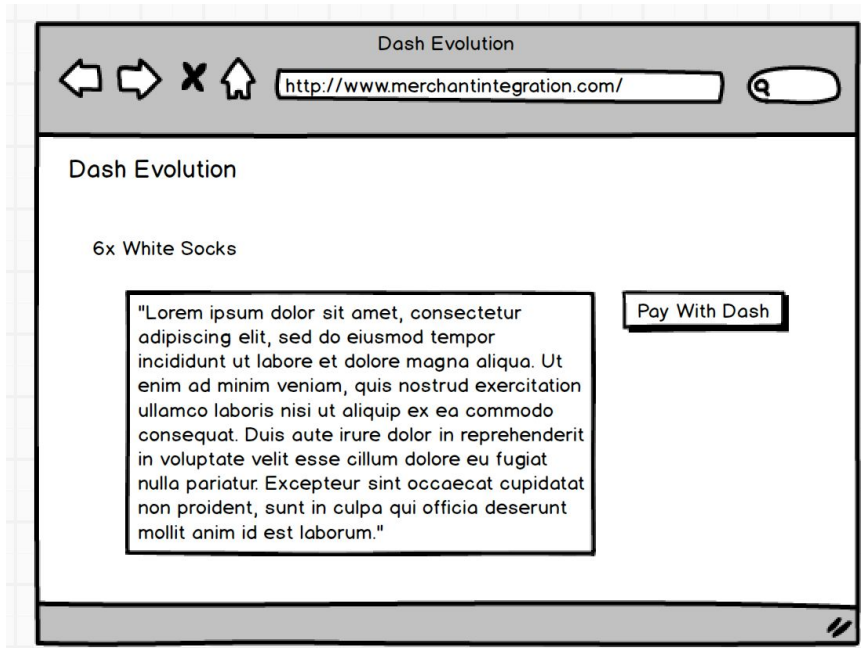 Dash Evolution
http://www.merchantintegration.com/
Dash Evolution
6x White Socks
"Lorem ipsum dolor sit amet, consectetur
adipiscing elit, sed do eiusmod tempor
incididunt ut labore et dolore magna aliqua. Ut
enim ad minim veniam, quis nostrud exercitation
ullamco laboris nisi ut aliquip ex ea commodo
consequat. Duis aute irure dolor in reprehenderit
in voluptate velit esse cillum dolore eu fugiat
nulla pariatur. Excepteur sint occaecat cupidatat
non proident, sunt in culpa qui officia deserunt
mollit anim id est laborum."
Pay With Dash